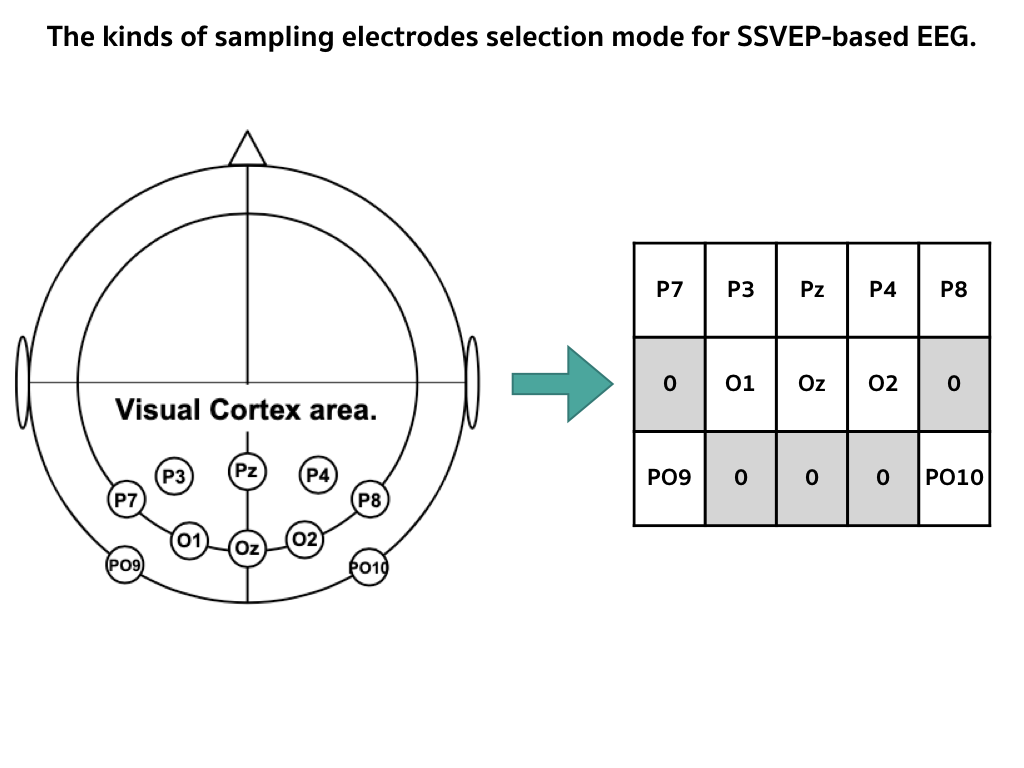 The kinds of sampling electrodes selection mode for SSVEP-based EEG.
Visual Cortex area.
P3 Pz P4
P7 P8
O1 Oz O2
PO9 PO10
P7 P3 Pz P4 P8
0 O1 Oz O2 0
PO9 0 0 0 PO10